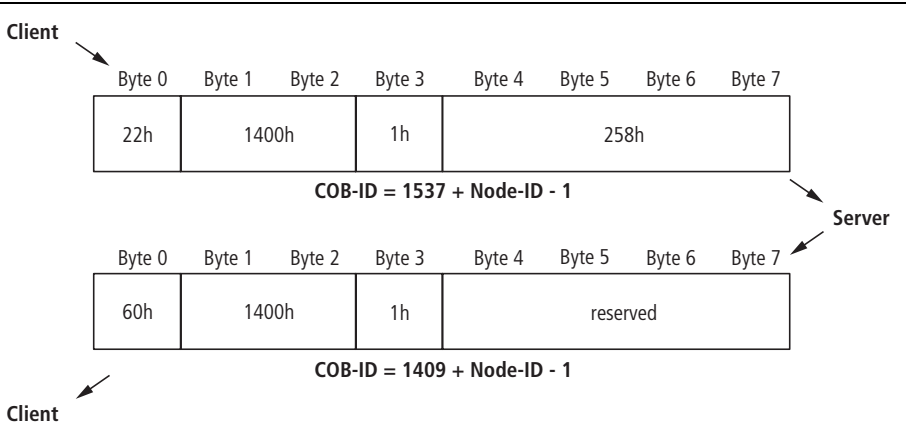 Client
Byte 0 Byte 1 Byte 2 Byte 3 Byte 4 Byte 5 Byte 6 Byte 7
22h 1400h 1h 258h
COB-ID = 1537 + Node-ID - 1
Server
Byte 0 Byte 1 Byte 2 Byte 3 Byte 4 Byte 5 Byte 6 Byte 7
60h 1400h 1h reserved
COB-ID = 1409 + Node-ID - 1
Client